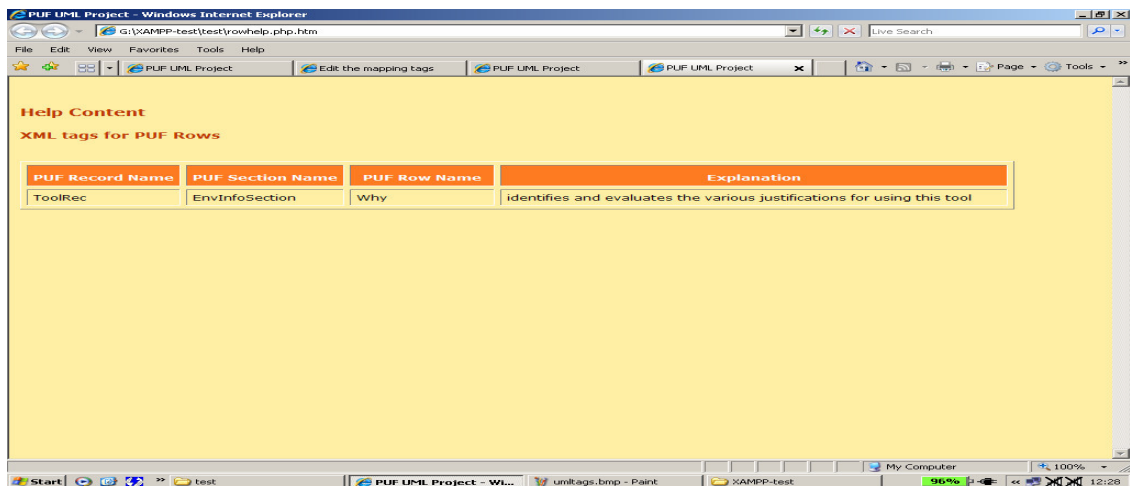 PUF UML Project - Windows Internet Explorer
G:\XAMPP-test\test\rowhelp.php.htm
Live Search
File Edit View Favorites Tools Help
PUF UML Project
Edit the mapping tags
PUF UML Project
PUF UML Project
Page
Tools
Help Content
XML tags for PUF Rows
PUF Record Name PUF Section Name PUF Row Name Explanation
ToolRec EnvInfoSection Why identifies and evaluates the various justifications for using this tool
My Computer 100%
Start test PUF UML Project - Wi... umltags.bmp - Paint XAMPP-test 96% 12:28